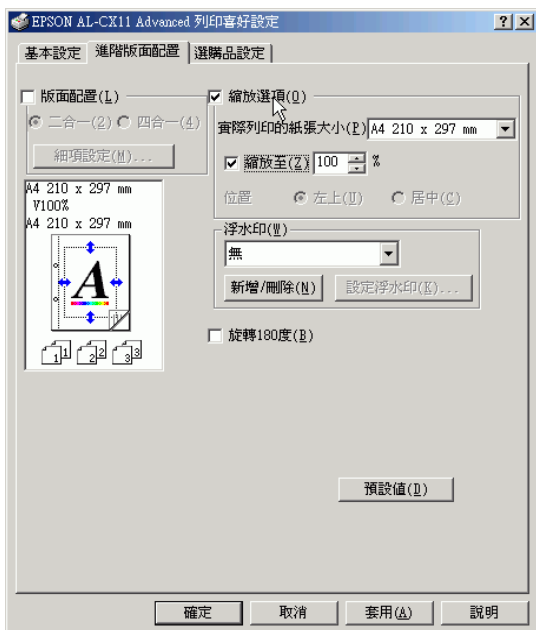 EPSON AL-CX11 Advanced 列印喜好設定
基本設定 進階版面配置 選購品設定
版面配置(L)
二合一(2) 四合一(4)
細項設定(M)...
縮放選項(O)
實際列印的紙張大小(P) A4 210 x 297 mm
縮放至(Z) 100 %
位置 左上(U) 居中(C)
A4 210 x 297 mm
V100%
A4 210 x 297 mm
A
1 1 2 2 3 3
浮水印(W)
無
新增/刪除(N) 設定浮水印(K)...
旋轉180度(B)
預設值(D)
確定 取消 套用(A) 說明